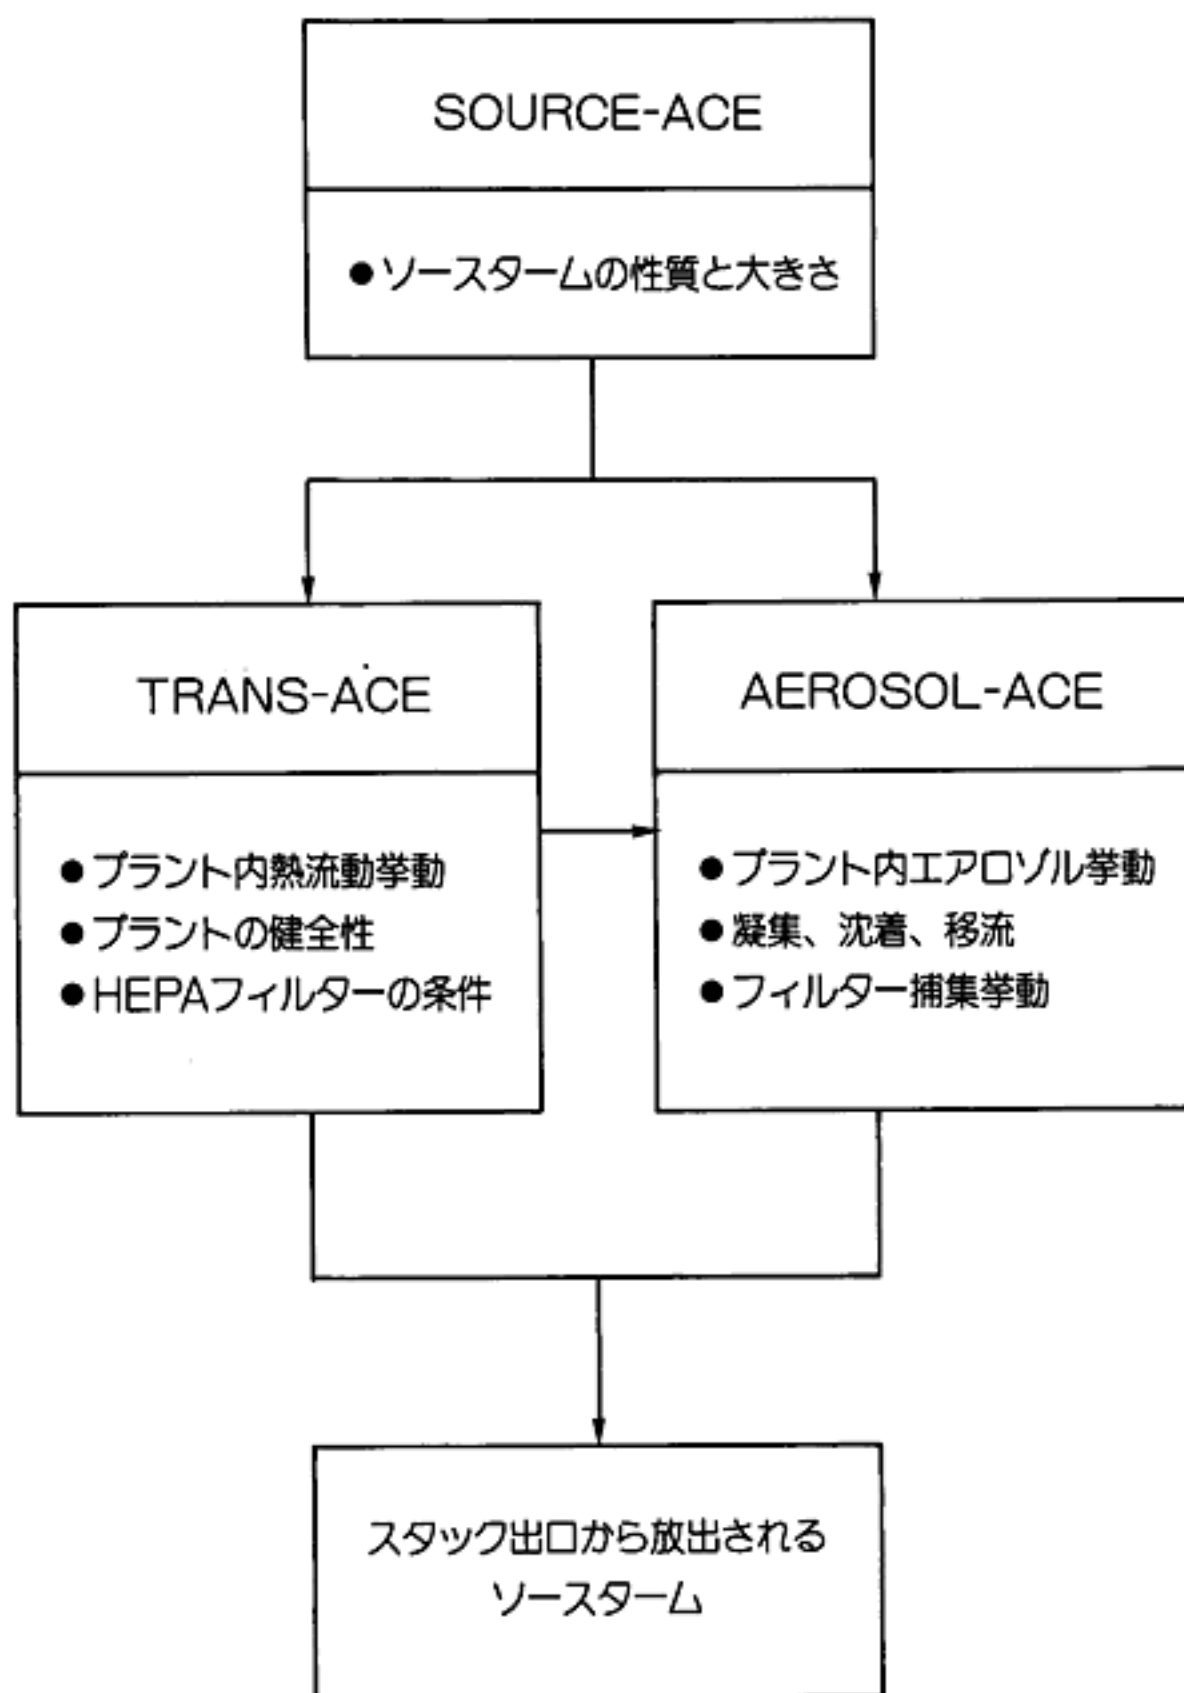 SOURCE-ACE
●ソースタームの性質と大きさ
TRANS-ACE
●プラント内熱流動挙動
●プラントの健全性
●HEPAフィルターの条件
AEROSOL-ACE
●プラント内エアロゾル挙動
●凝集、沈着、移流
●フィルター捕集挙動
スタック出口から放出される
ソースターム